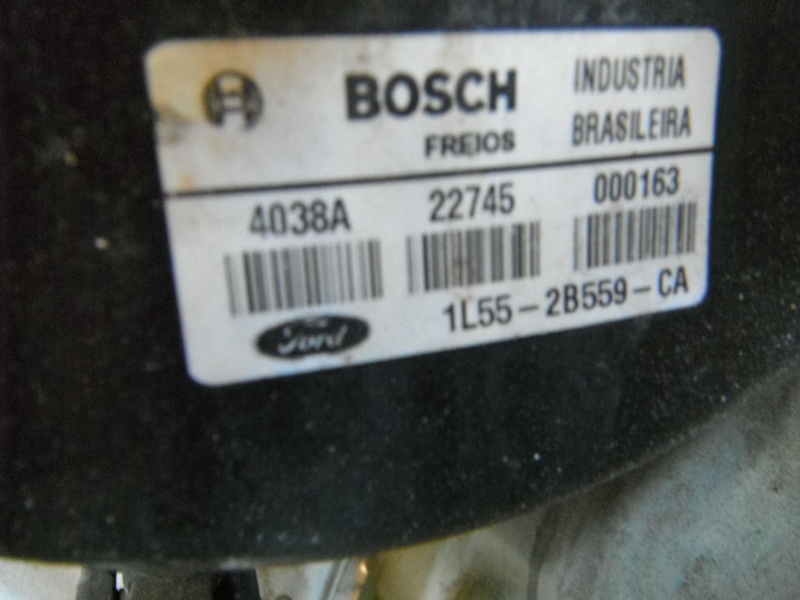 BOSCH
FREIOS
INDUSTRIA
BRASILEIRA
4038A 22745 000163
Ford
1L55-2B559-CA